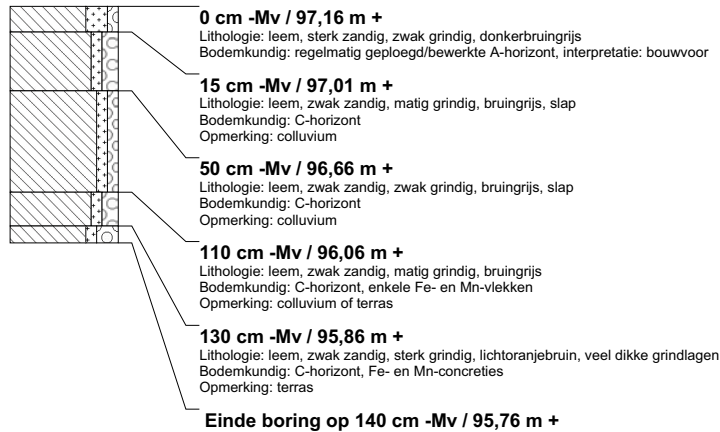 0 cm -Mv / 97,16 m +
Lithologie: leem, sterk zandig, zwak grindig, donkerbruingrijs
Bodemkundig: regelmatig geploegd/bewerkte A-horizont, interpretatie: bouwvoor
15 cm -Mv / 97,01 m +
Lithologie: leem, zwak zandig, matig grindig, bruingrijs, slap
Bodemkundig: C-horizont
Opmerking: colluvium
50 cm -Mv / 96,66 m +
Lithologie: leem, zwak zandig, zwak grindig, bruingrijs, slap
Bodemkundig: C-horizont
Opmerking: colluvium
110 cm -Mv / 96,06 m +
Lithologie: leem, zwak zandig, matig grindig, bruingrijs
Bodemkundig: C-horizont, enkele Fe- en Mn-vlekken
Opmerking: colluvium of terras
130 cm -Mv / 95,86 m +
Lithologie: leem, zwak zandig, sterk grindig, lichtoranjebruin, veel dikke grindlagen
Bodemkundig: C-horizont, Fe- en Mn-concreties
Opmerking: terras
Einde boring op 140 cm -Mv / 95,76 m +